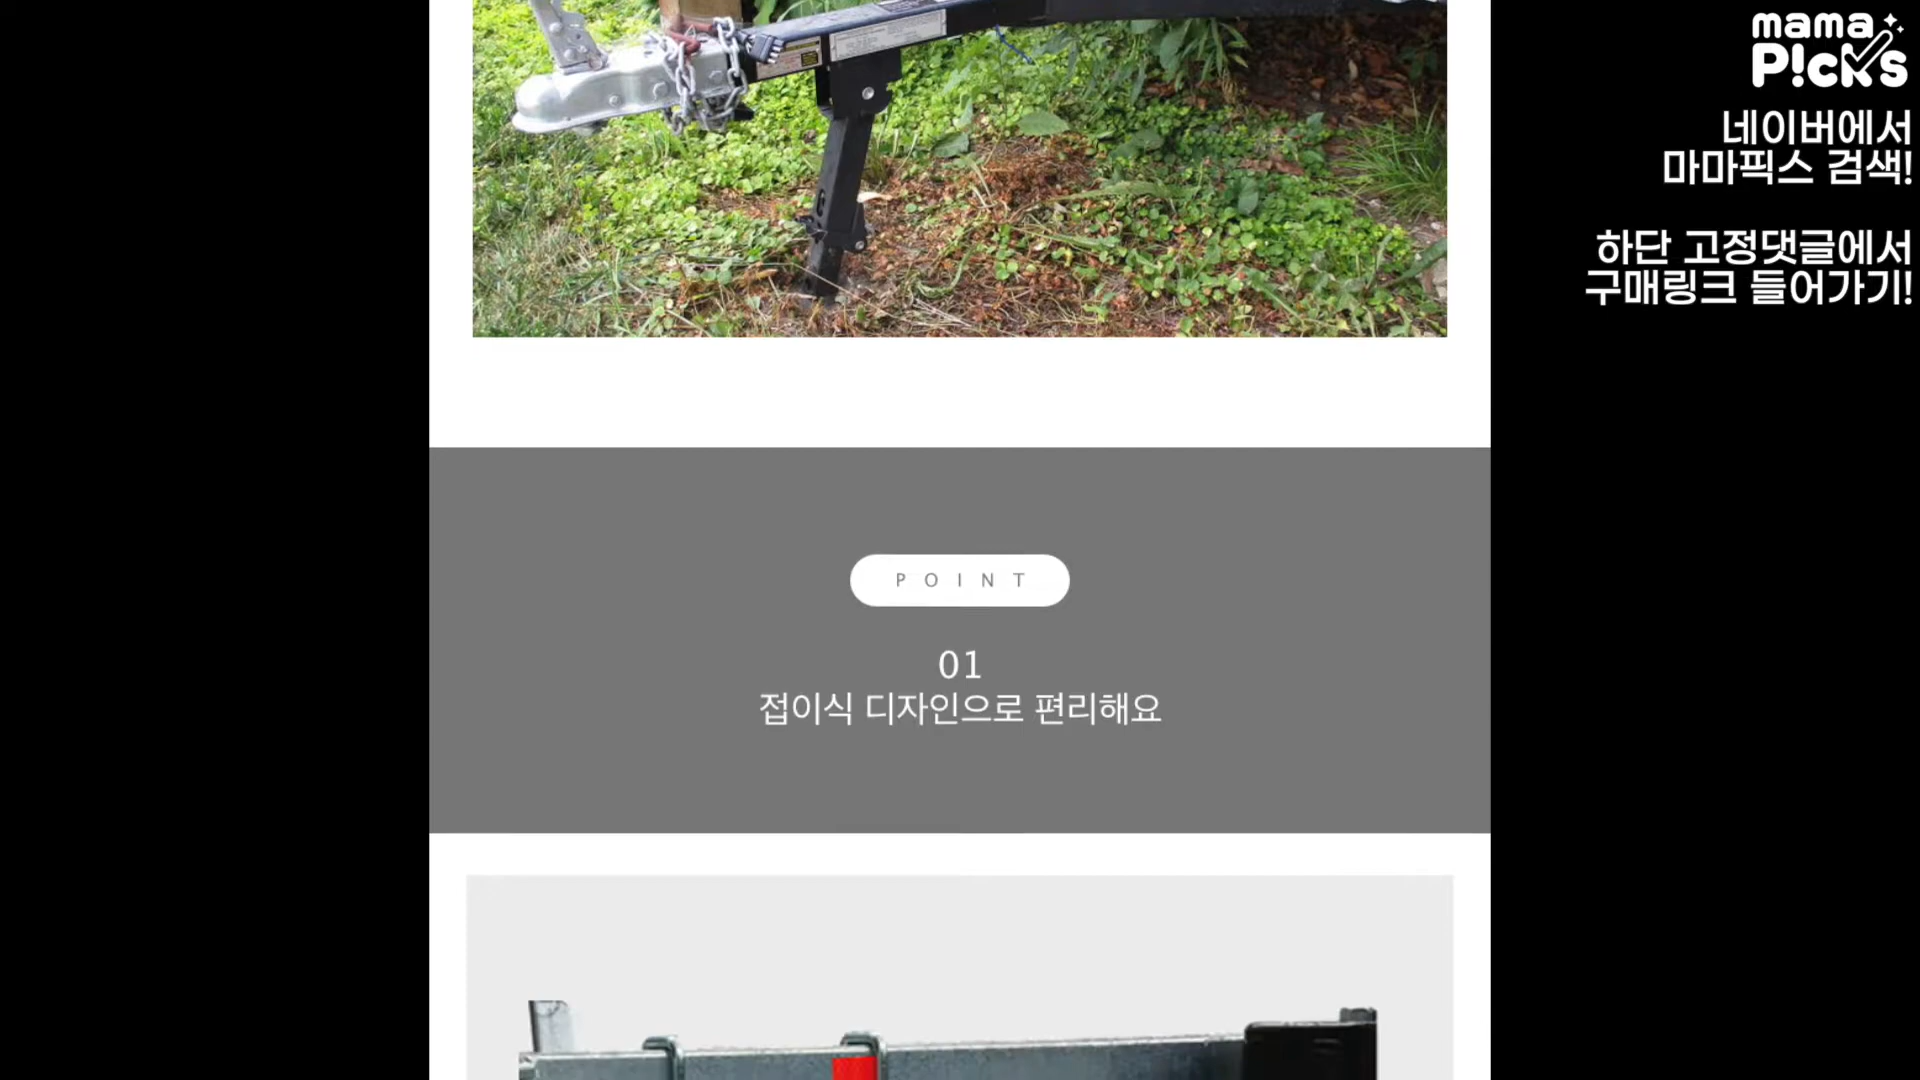 mama
P!cks
네이버에서
마마픽스 검색!
하단 고정댓글에서
구매링크 들어가기!
POINT
01
접이식 디자인으로 편리해요